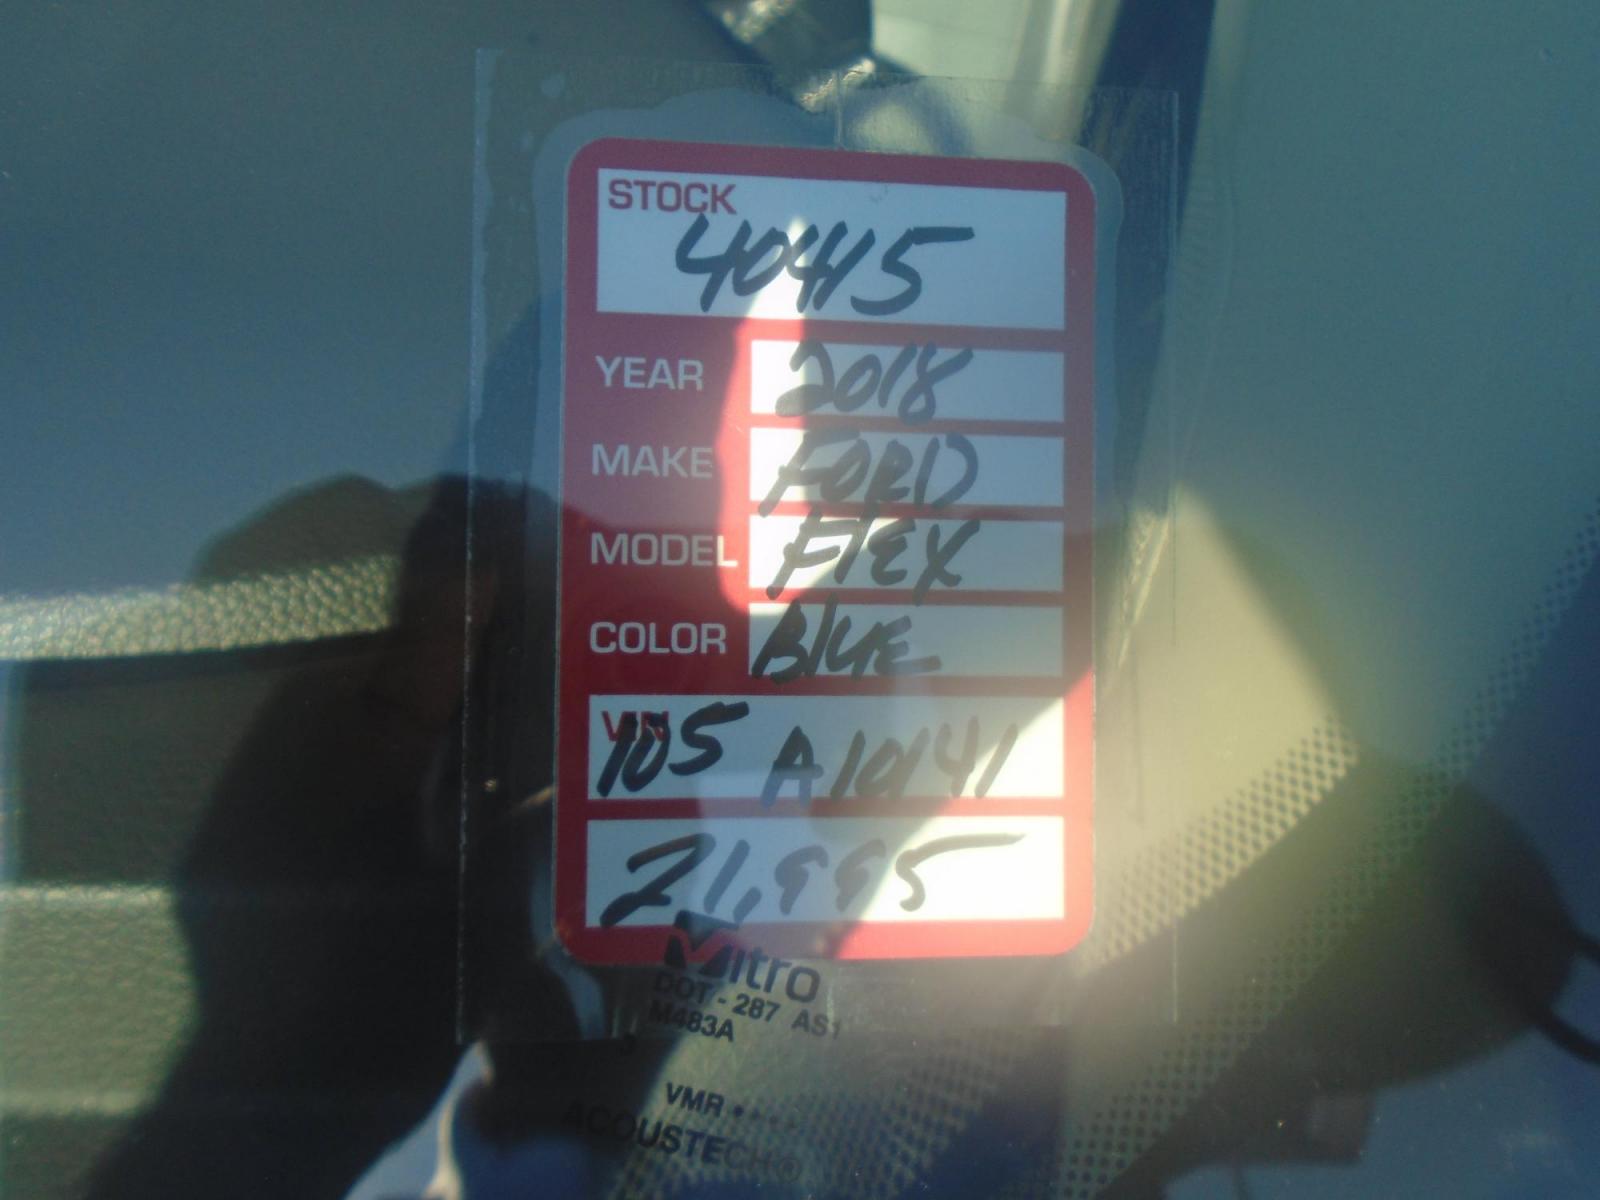 STOCK
40415
YEAR 2018
MAKE FORD
MODEL FlEX
COLOR BlUE
VIN
105 A10141
21,995
Vitro
DOT - 287 AS1
M483A
VMR
ACOUSTECH®